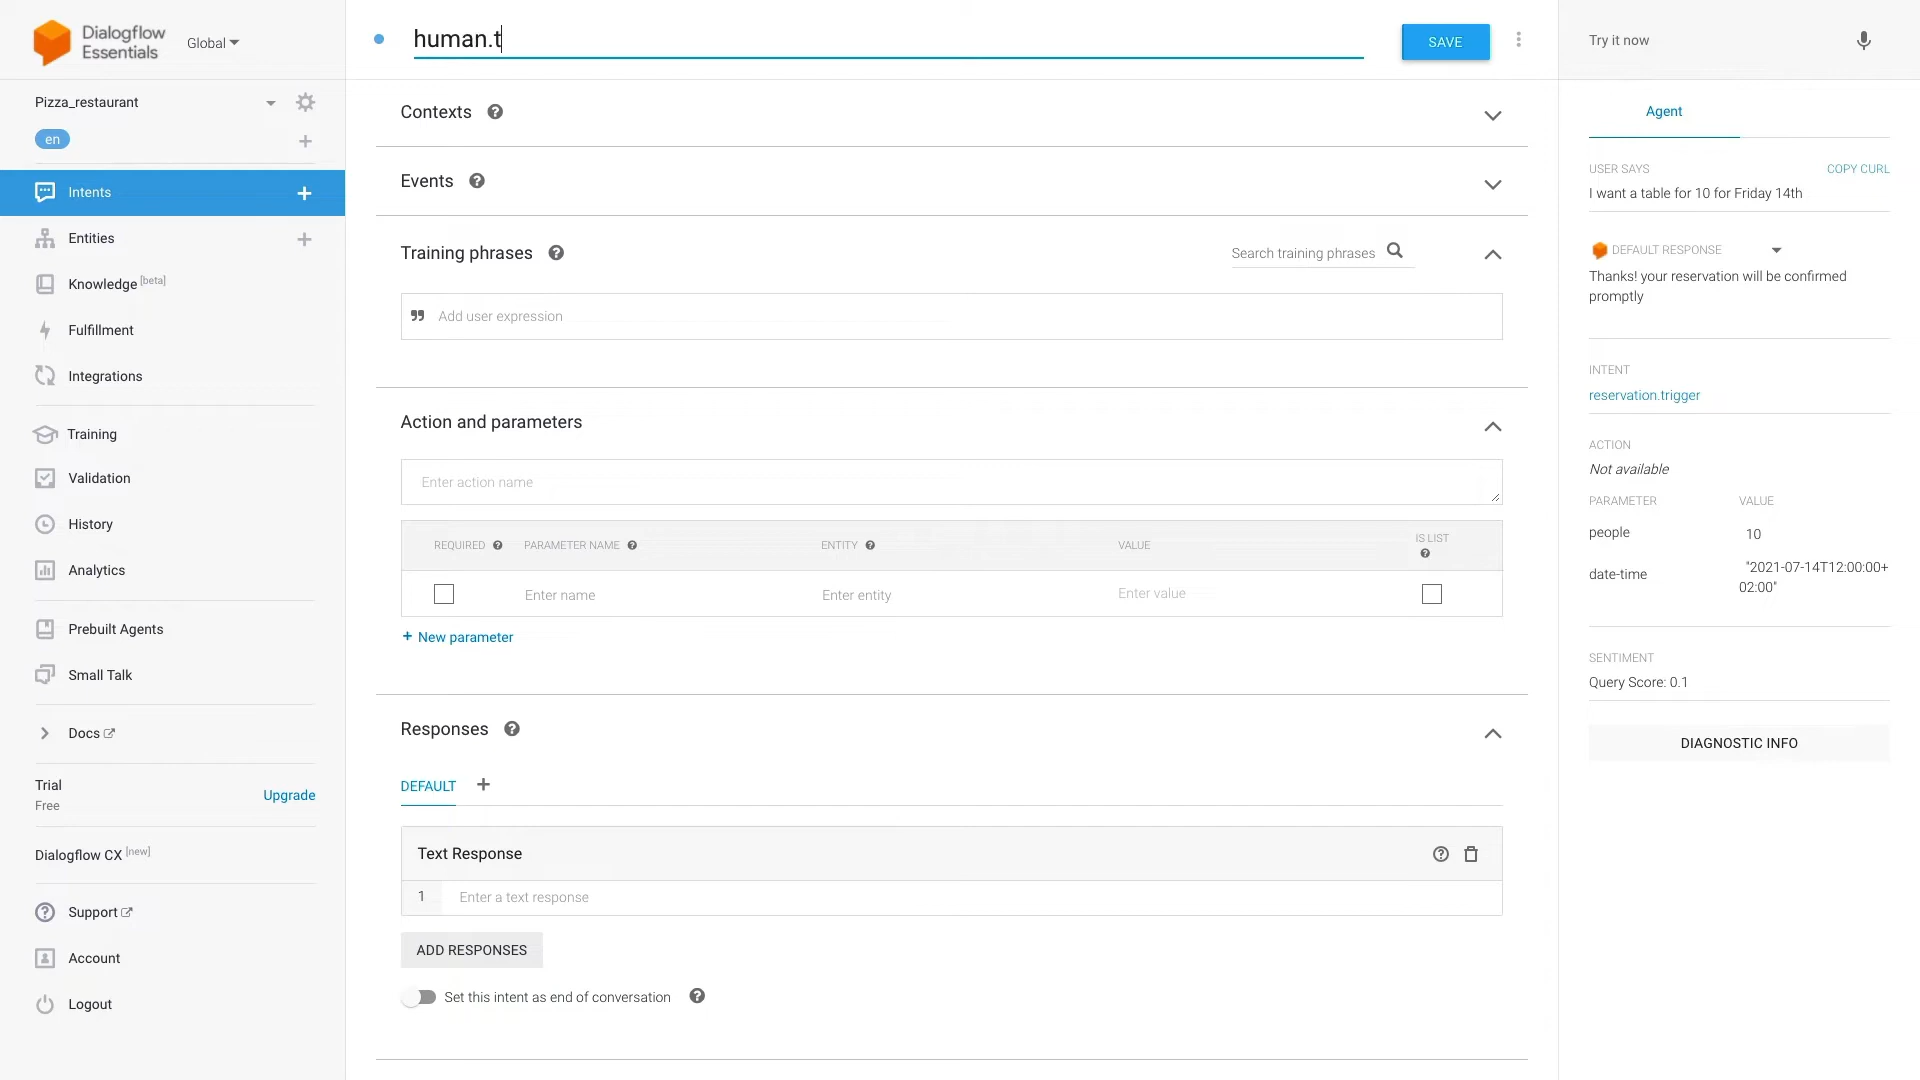 Dialogflow
Essentials
Global
Pizza_restaurant
en
Intents
Entities
Knowledge [beta]
Fulfillment
Integrations
Training
Validation
History
Analytics
Prebuilt Agents
Small Talk
Docs
Trial
Free
Upgrade
Dialogflow CX [new]
Support
Account
Logout
human.t
SAVE
Contexts
Events
Training phrases
Search training phrases
Add user expression
Action and parameters
Enter action name
REQUIRED PARAMETER NAME ENTITY VALUE IS LIST
Enter name Enter entity Enter value
+ New parameter
Responses
DEFAULT +
Text Response
1 Enter a text response
ADD RESPONSES
Set this intent as end of conversation
Try it now
Agent
USER SAYS COPY CURL
I want a table for 10 for Friday 14th
DEFAULT RESPONSE
Thanks! your reservation will be confirmed
promptly
INTENT
reservation.trigger
ACTION
Not available
PARAMETER VALUE
people 10
date-time "2021-07-14T12:00:00+
02:00"
SENTIMENT
Query Score: 0.1
DIAGNOSTIC INFO